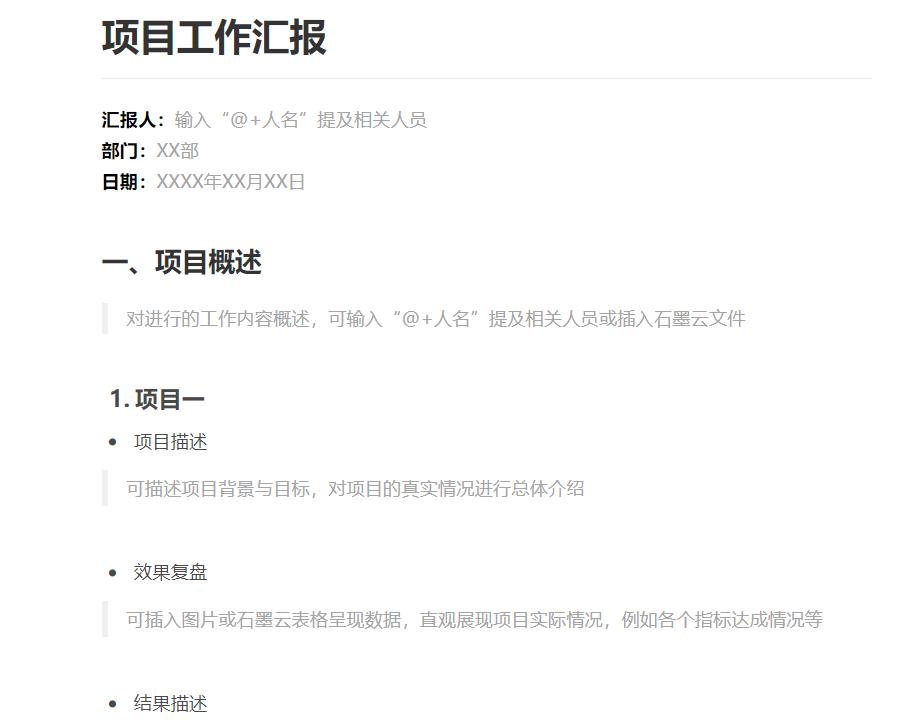 项目工作汇报
汇报人：输入“@+人名”提及相关人员
部门：XX部
日期：XXXX年XX月XX日
一、项目概述
对进行的工作内容概述，可输入“@+人名”提及相关人员或插入石墨云文件
1. 项目一
• 项目描述
可描述项目背景与目标，对项目的真实情况进行总体介绍
• 效果复盘
可插入图片或石墨云表格呈现数据，直观展现项目实际情况，例如各个指标达成情况等
• 结果描述